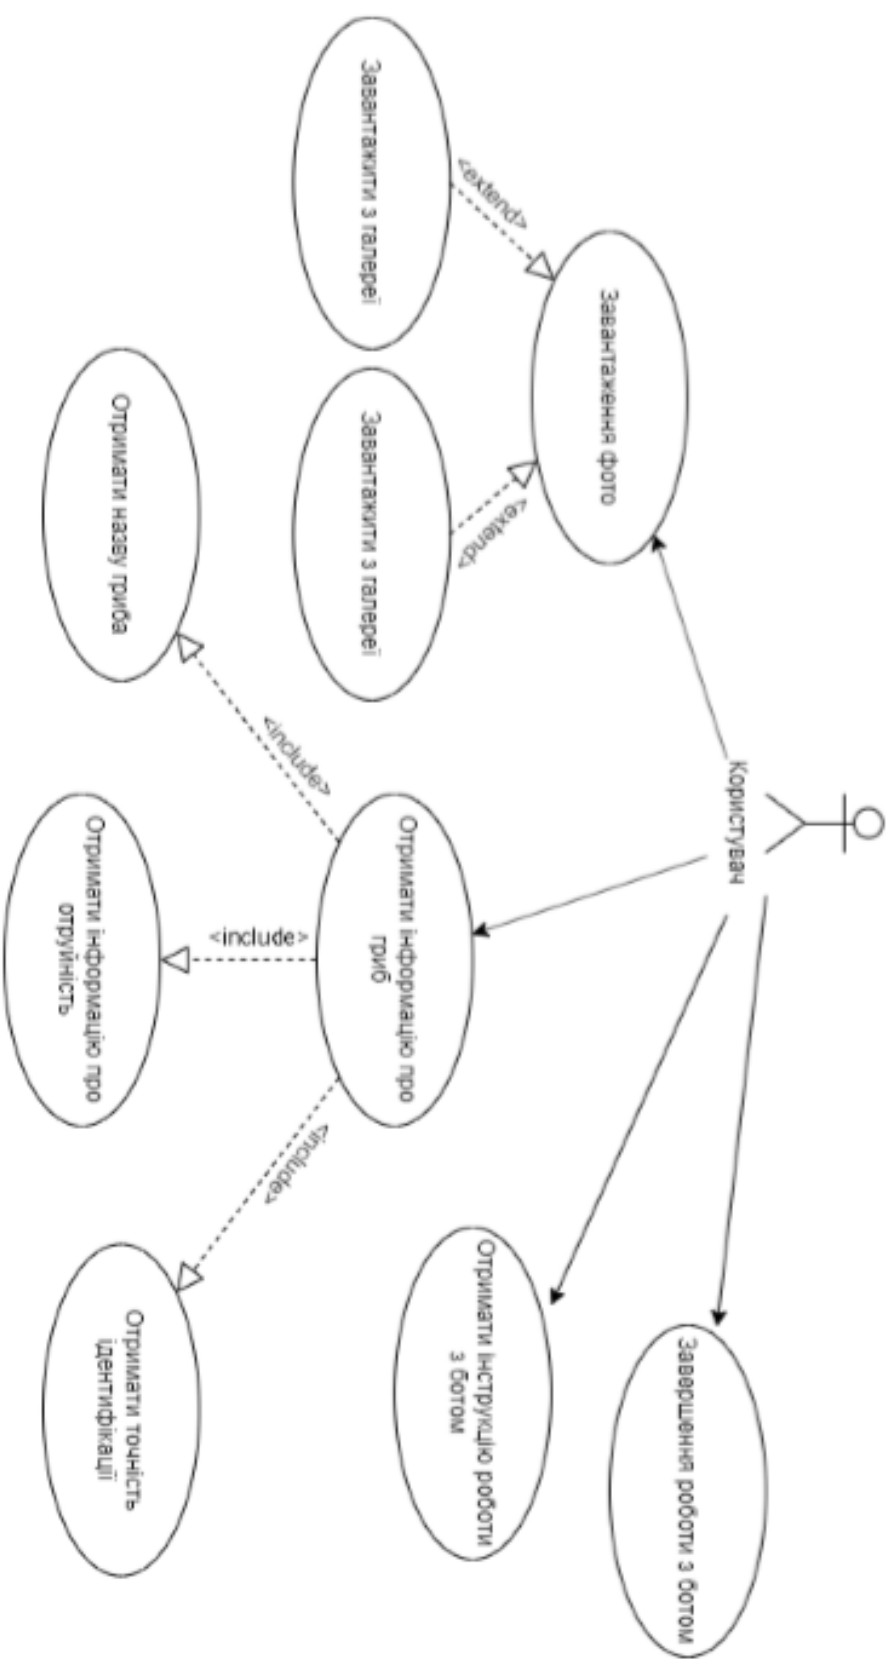 Користувач
Завантаження фото
<extend>
<extend>
Завантажити з галереї
Завантажити з галереї
Отримати інформацію про
гриб
<include>
<include>
<include>
Отримати назву гриба
Отримати інформацію про
отруйність
Отримати точність
ідентифікації
Отримати інструкцію роботи
з ботом
Завершення роботи з ботом